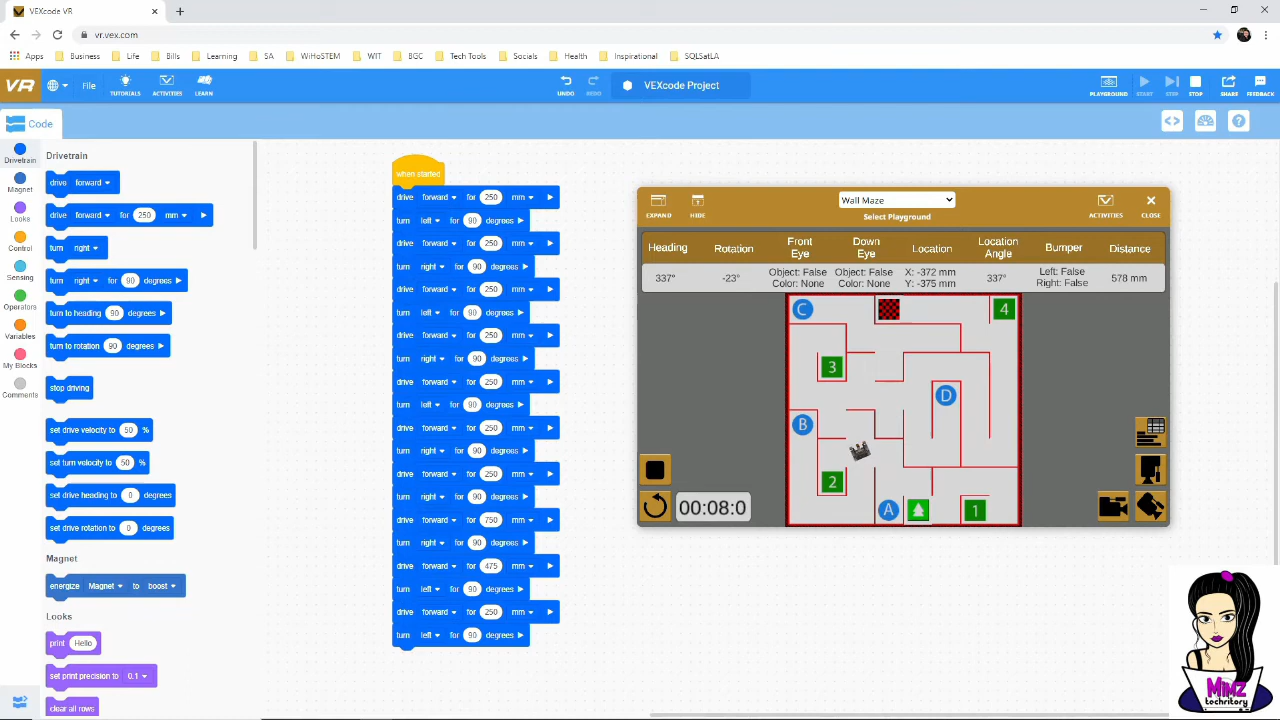 VEXcode VR
vr.vex.com
Apps Business Life Bills Learning SA WiHoSTEM WIT BGC Tech Tools Socials Health Inspirational SQLSatLA
VR File TUTORIALS ACTIVITIES LEARN UNDO REDO VEXcode Project PLAYGROUND START STEP STOP SHARE FEEDBACK
Code
Drivetrain
Magnet
Looks
Control
Sensing
Operators
Variables
My Blocks
Comments
Drivetrain
drive forward
drive forward for 250 mm
turn right
turn right for 90 degrees
turn to heading 90 degrees
turn to rotation 90 degrees
stop driving
set drive velocity to 50 %
set turn velocity to 50 %
set drive heading to 0 degrees
set drive rotation to 0 degrees
Magnet
energize Magnet to boost
Looks
print Hello
set print precision to 0.1
clear all rows
when started
drive forward for 250 mm
turn left for 90 degrees
drive forward for 250 mm
turn right for 90 degrees
drive forward for 250 mm
turn left for 90 degrees
drive forward for 250 mm
turn right for 90 degrees
drive forward for 250 mm
turn left for 90 degrees
drive forward for 250 mm
turn right for 90 degrees
drive forward for 250 mm
turn right for 90 degrees
drive forward for 750 mm
turn right for 90 degrees
drive forward for 475 mm
turn left for 90 degrees
drive forward for 250 mm
turn left for 90 degrees
EXPAND HIDE Wall Maze ACTIVITIES CLOSE
Select Playground
Heading Rotation Front Eye Down Eye Location Location Angle Bumper Distance
337° -23° Object: False Color: None Object: False Color: None X: -372 mm Y: -375 mm 337° Left: False Right: False 578 mm
C 4
3
D
B
2
A 1
00:08:0
MiMZ
techritory